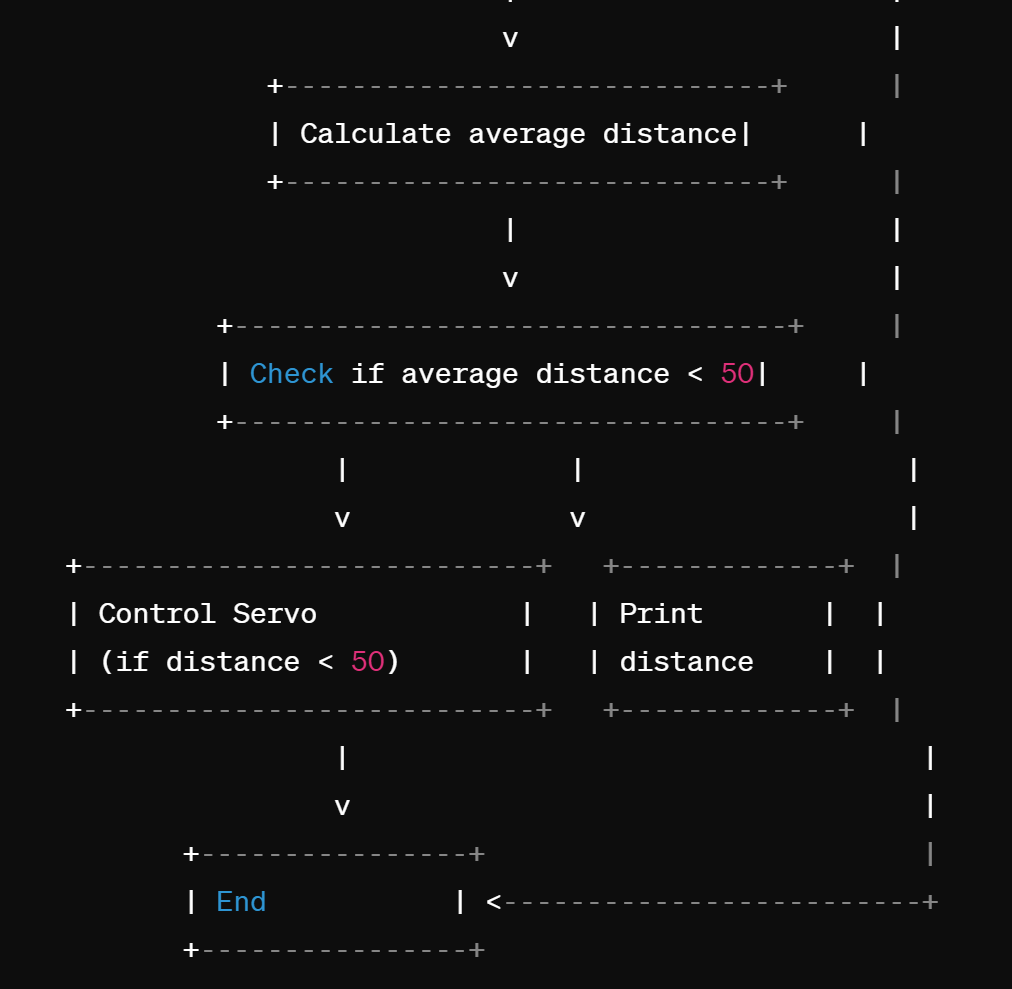 |                      |
                              v                      |
                +-----------------------------+      |
                | Calculate average distance|      |
                +-----------------------------+      |
                              |                      |
                              v                      |
             +---------------------------------+     |
             | Check if average distance < 50|     |
             +---------------------------------+     |
                    |             |                   |
                    v             v                   |
    +---------------------------+   +-------------+  |
    | Control Servo            |   | Print       |  |
    | (if distance < 50)       |   | distance    |  |
    +---------------------------+   +-------------+  |
                    |                                  |
                    v                                  |
           +----------------+                          |
           | End           | <-------------------------+
           +----------------+